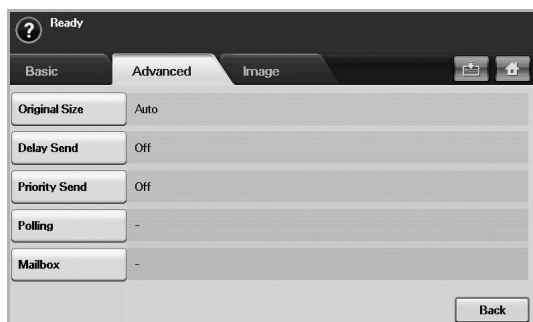 ? Ready
Basic Advanced Image
Original Size Auto
Delay Send Off
Priority Send Off
Polling -
Mailbox -
Back